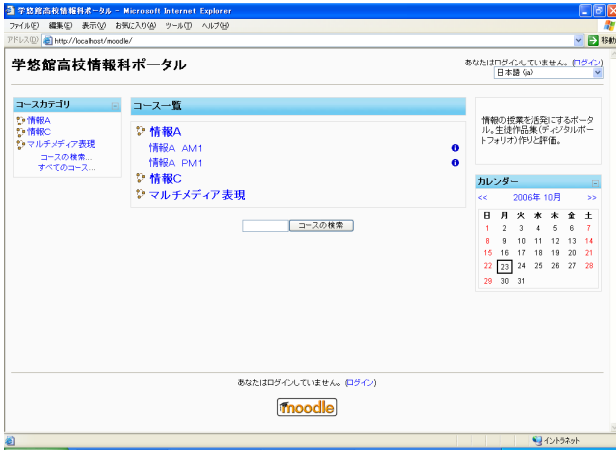 学悠館高校情報科ポータル - Microsoft Internet Explorer
ファイル(F) 編集(E) 表示(V) お気に入り(A) ツール(T) ヘルプ(H)
アドレス(D) http://localhost/moodle/ 移動
学悠館高校情報科ポータル
あなたはログインしていません。(ログイン)
日本語 (ja)
コースカテゴリ
情報A
情報C
マルチメディア表現
コースの検索...
すべてのコース...
コース一覧
情報A
情報A AM1
情報A PM1
情報C
マルチメディア表現
コースの検索
情報の授業を活発にするポータ
ル。生徒作品集(ディジタルポー
トフォリオ)作りと評価。
カレンダー
<< 2006年 10月 >>
日 月 火 水 木 金 土
1 2 3 4 5 6 7
8 9 10 11 12 13 14
15 16 17 18 19 20 21
22 23 24 25 26 27 28
29 30 31
あなたはログインしていません。(ログイン)
moodle
イントラネット